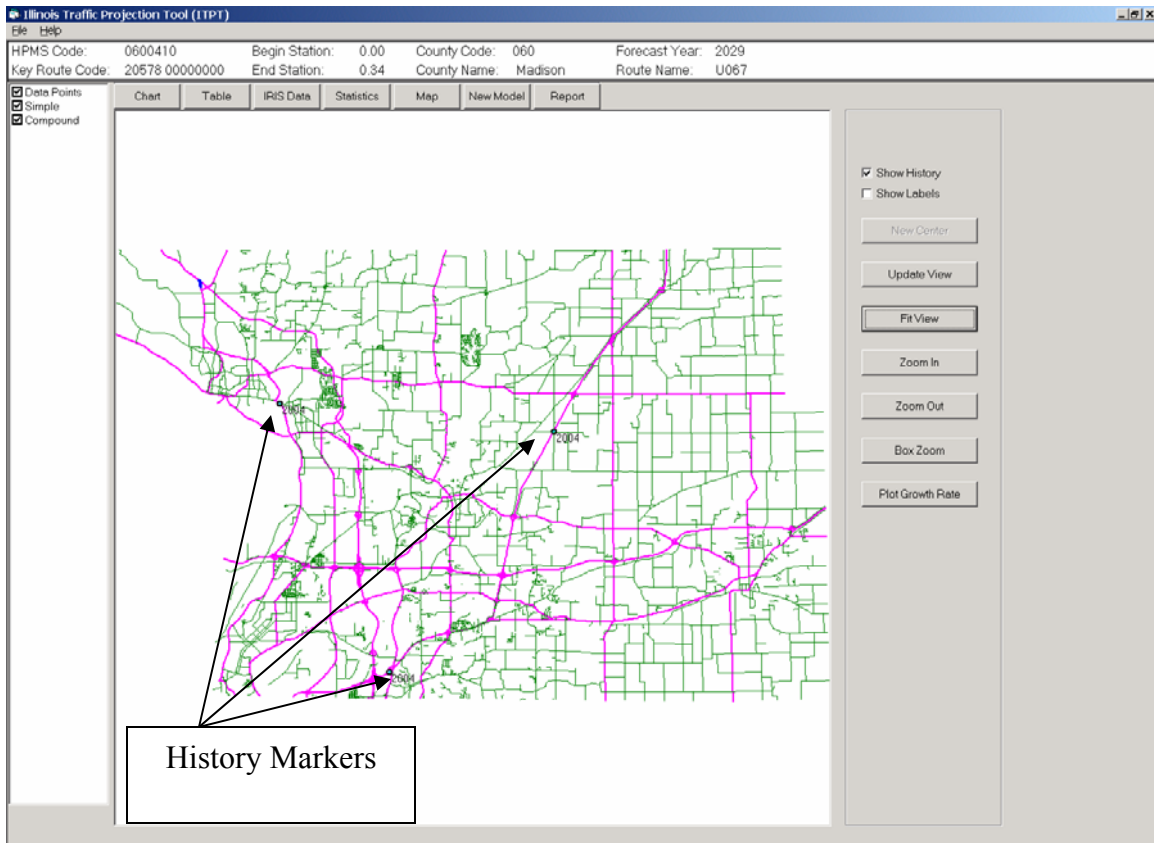 Illinois Traffic Projection Tool (ITPT)
File Help
HPMS Code: 0600410 Begin Station: 0.00 County Code: 060 Forecast Year: 2029
Key Route Code: 20578 00000000 End Station: 0.34 County Name: Madison Route Name: U067
Data Points
Simple
Compound
Chart Table IRIS Data Statistics Map New Model Report
Show History
Show Labels
New Center
Update View
Fit View
Zoom In
Zoom Out
Box Zoom
Plot Growth Rate
2004
2004
2004
History Markers